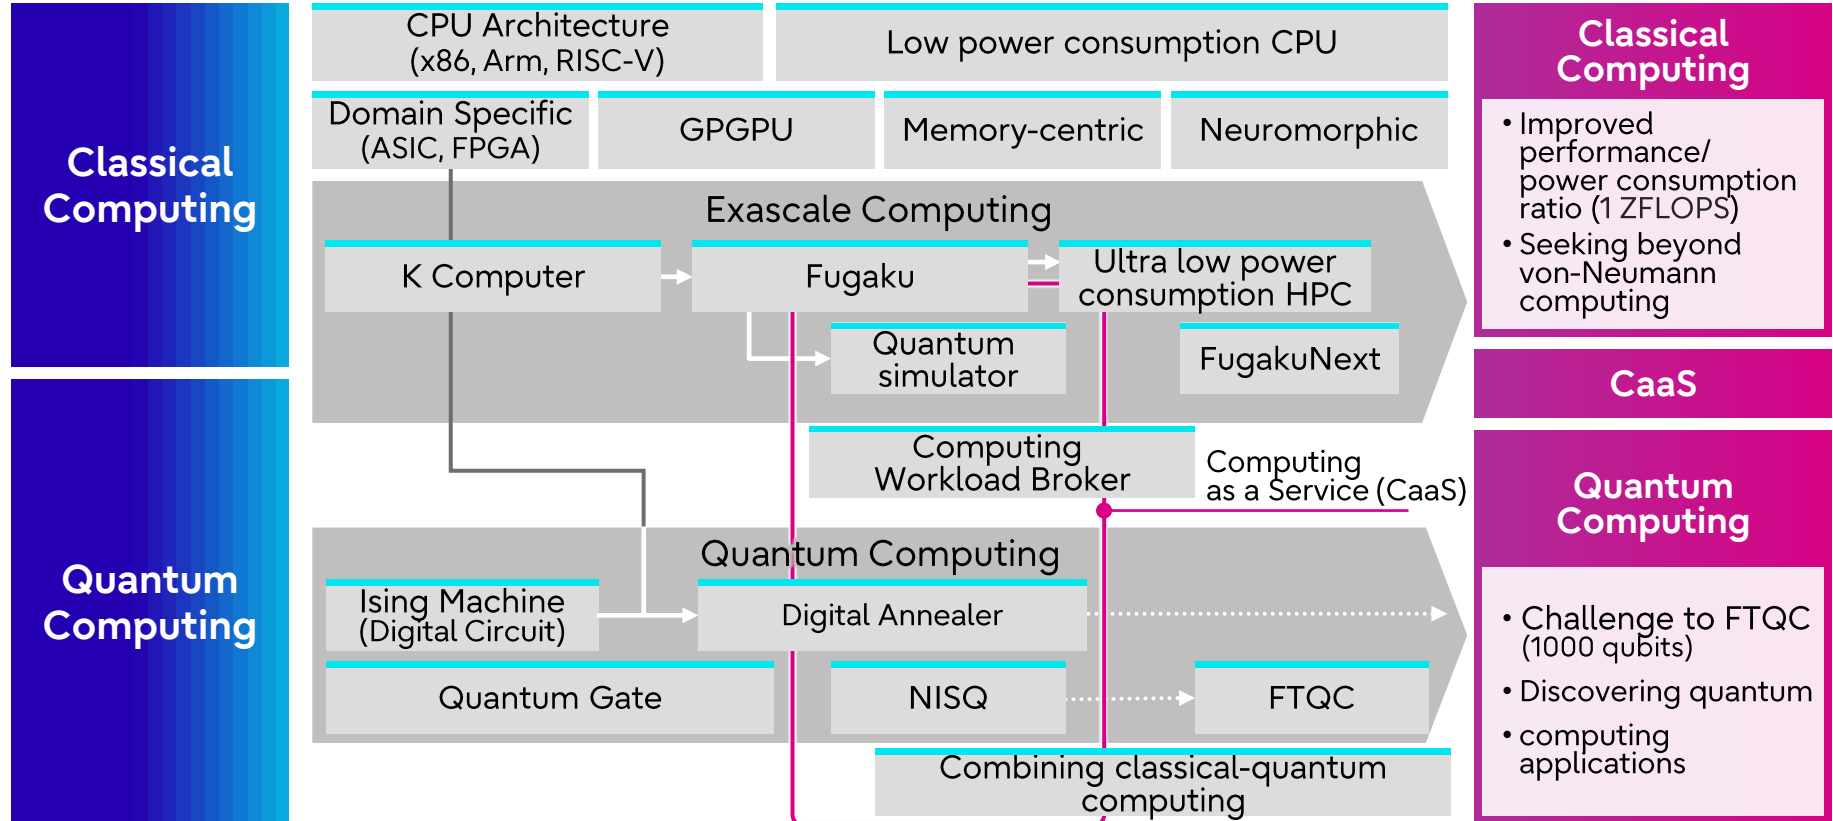 Classical
Computing
CPU Architecture
(x86, Arm, RISC-V)
Low power consumption CPU
Domain Specific
(ASIC, FPGA)
GPGPU
Memory-centric
Neuromorphic
Exascale Computing
K Computer
Fugaku
Ultra low power
consumption HPC
Quantum
simulator
FugakuNext
Computing
Workload Broker
Computing
as a Service (CaaS)
Quantum
Computing
Quantum Computing
Ising Machine
(Digital Circuit)
Digital Annealer
Quantum Gate
NISQ
FTQC
Combining classical-quantum
computing
Classical
Computing
• Improved
performance/
power consumption
ratio (1 ZFLOPS)
• Seeking beyond
von-Neumann
computing
CaaS
Quantum
Computing
• Challenge to FTQC
(1000 qubits)
• Discovering quantum
• computing
applications